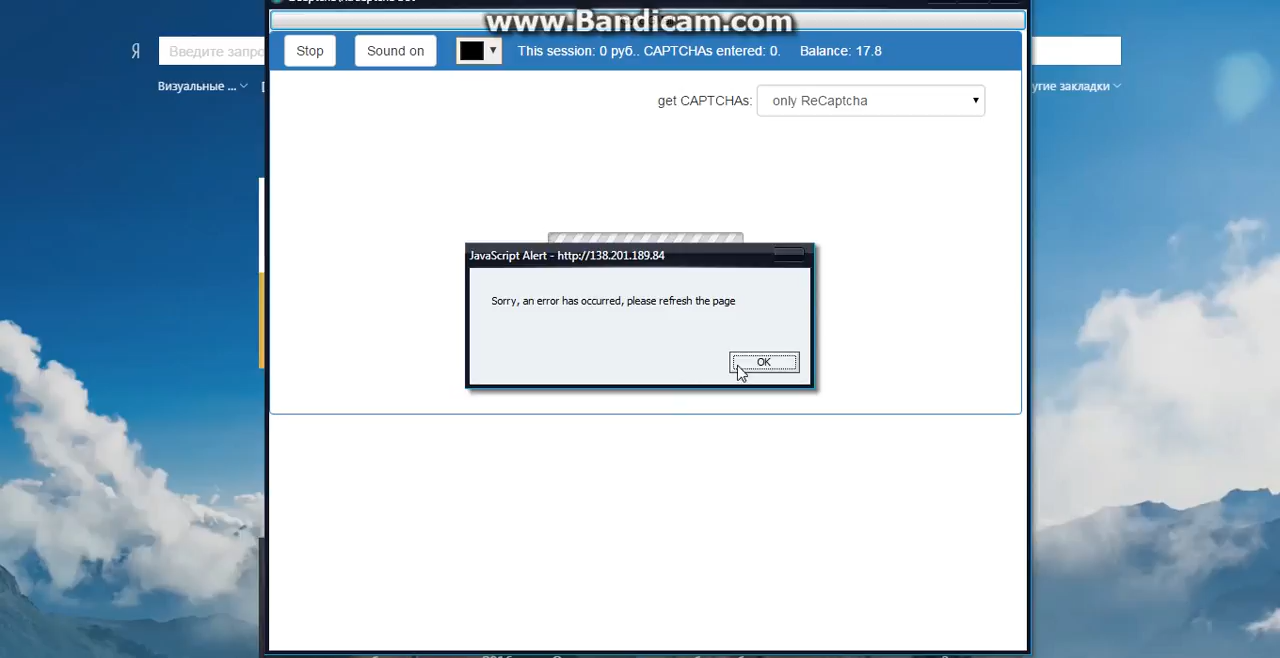 www.Bandicam.com
Я
Введите запро
Stop
Sound on
This session: 0 руб.. CAPTCHAs entered: 0.
Balance: 17.8
Визуальные ...
угие закладки
get CAPTCHAs:
only ReCaptcha
JavaScript Alert - http://138.201.189.84
Sorry, an error has occurred, please refresh the page
OK